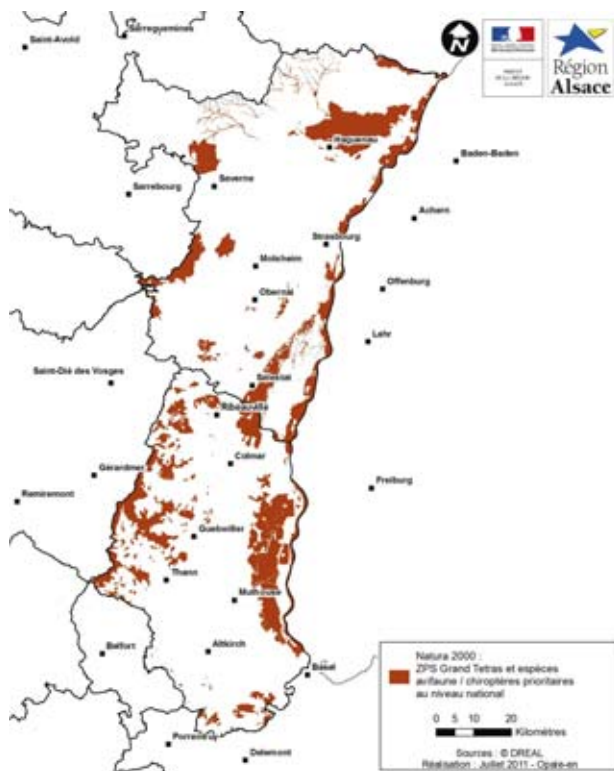 Sarreguemines
Saint-Avold
N
Région
Alsace
Haguenau
Baden-Baden
Sarrebourg
Saverne
Achern
Strasbourg
Molsheim
Offenburg
Obernai
Lahr
Saint-Dié des Vosges
Sélestat
Ribeauvillé
Colmar
Gérardmer
Freiburg
Remiremont
Guebwiller
Thann
Mulhouse
Belfort
Altkirch
Basel
Natura 2000 :
ZPS Grand Tetras et espèces
avifaune / chiroptères prioritaires
au niveau national
0 5 10 20
Kilomètres
Porrentruy
Delemont
Sources : © DREAL
Réalisation : Juillet 2011 - Opale-en